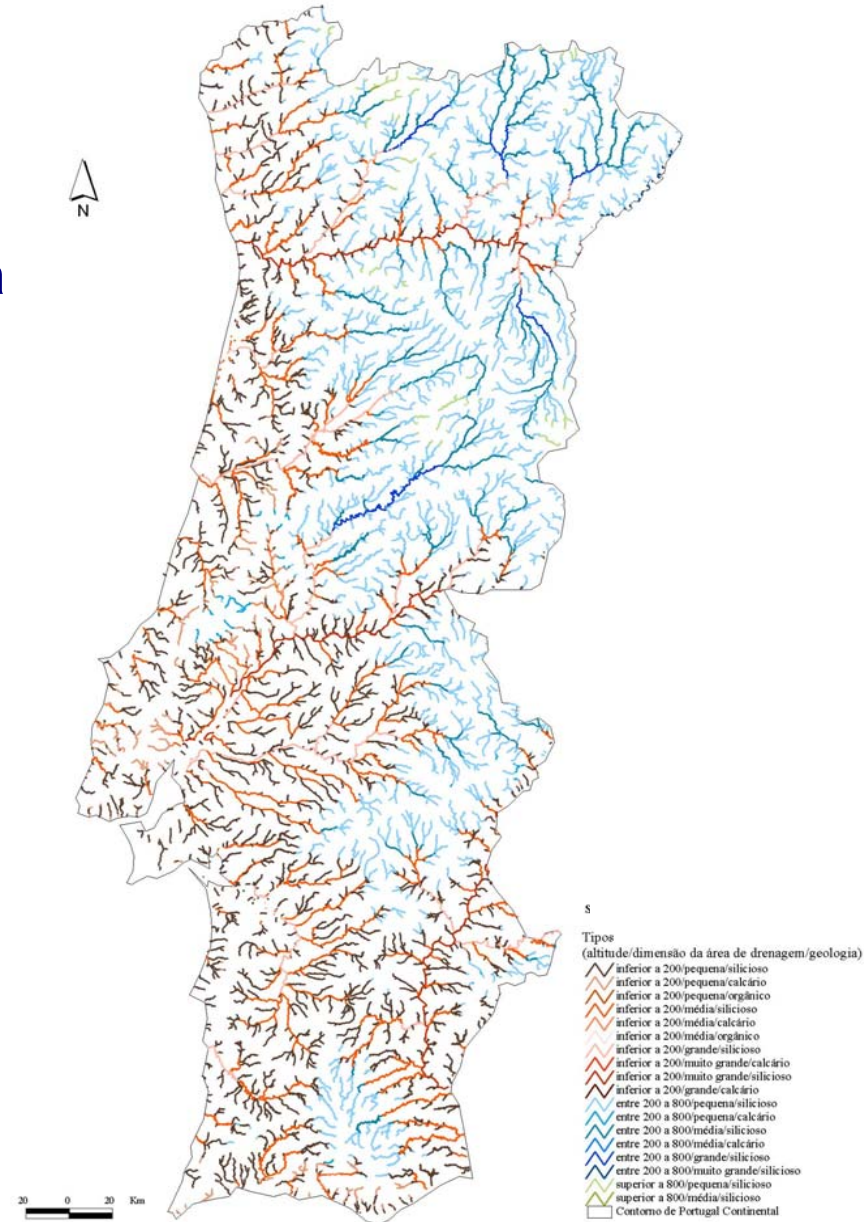 N
n
s
Tipos
(altitude/dimensão da área de drenagem/geologia)
inferior a 200/pequena/silicioso
inferior a 200/pequena/calcário
inferior a 200/pequena/orgânico
inferior a 200/média/silicioso
inferior a 200/média/calcário
inferior a 200/média/orgânico
inferior a 200/grande/silicioso
inferior a 200/muito grande/calcário
inferior a 200/muito grande/silicioso
inferior a 200/grande/calcário
entre 200 a 800/pequena/silicioso
entre 200 a 800/pequena/calcário
entre 200 a 800/média/silicioso
entre 200 a 800/média/calcário
entre 200 a 800/grande/silicioso
entre 200 a 800/muito grande/silicioso
superior a 800/pequena/silicioso
superior a 800/média/silicioso
Contorno de Portugal Continental
20 0 20 Km